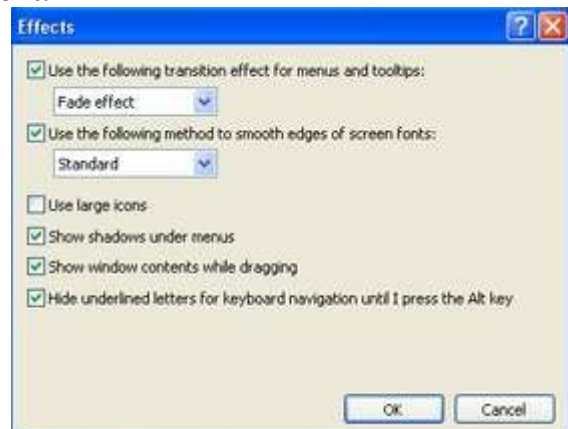 Effects
Use the following transition effect for menus and tooltips:
Fade effect
Use the following method to smooth edges of screen fonts:
Standard
Use large icons
Show shadows under menus
Show window contents while dragging
Hide underlined letters for keyboard navigation until I press the Alt key
OK Cancel